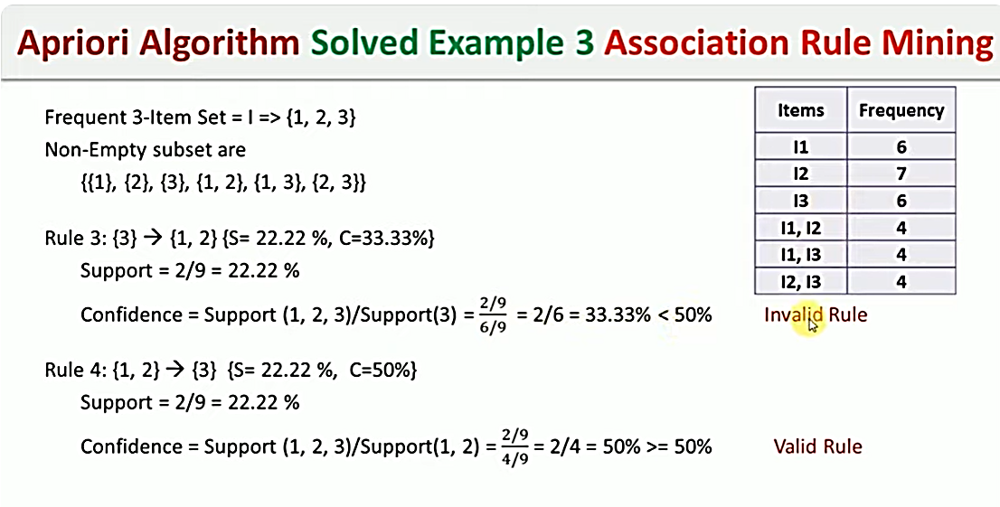 Apriori Algorithm Solved Example 3 Association Rule Mining
Frequent 3-Item Set = I => {1, 2, 3}
Non-Empty subset are
{{1}, {2}, {3}, {1, 2}, {1, 3}, {2, 3}}
Items Frequency
I1 6
I2 7
I3 6
I1, I2 4
I1, I3 4
I2, I3 4
Rule 3: {3} → {1, 2} {S= 22.22 %, C=33.33%}
Support = 2/9 = 22.22 %
Confidence = Support (1, 2, 3)/Support(3) = 2/9 / 6/9 = 2/6 = 33.33% < 50% Invalid Rule
Rule 4: {1, 2} → {3} {S= 22.22 %, C=50%}
Support = 2/9 = 22.22 %
Confidence = Support (1, 2, 3)/Support(1, 2) = 2/9 / 4/9 = 2/4 = 50% >= 50% Valid Rule